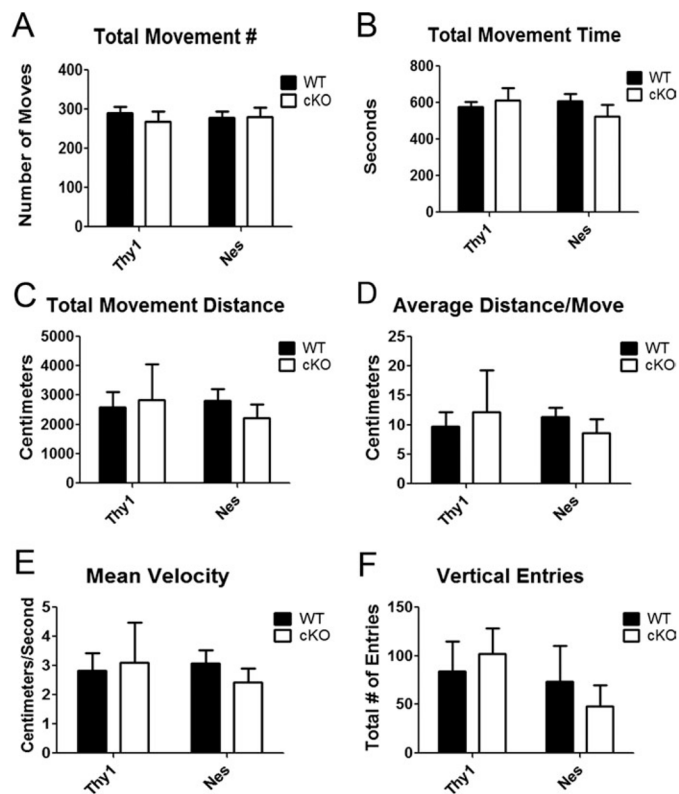 A
Total Movement #
Number of Moves
400
300
200
100
0
Thy1
Nes
WT
cKO
B
Total Movement Time
Seconds
800
600
400
200
0
Thy1
Nes
WT
cKO
C
Total Movement Distance
Centimeters
5000
4000
3000
2000
1000
0
Thy1
Nes
WT
cKO
D
Average Distance/Move
Centimeters
25
20
15
10
5
0
Thy1
Nes
WT
cKO
E
Mean Velocity
Centimeters/Second
5
4
3
2
1
0
Thy1
Nes
WT
cKO
F
Vertical Entries
Total # of Entries
150
100
50
0
Thy1
Nes
WT
cKO